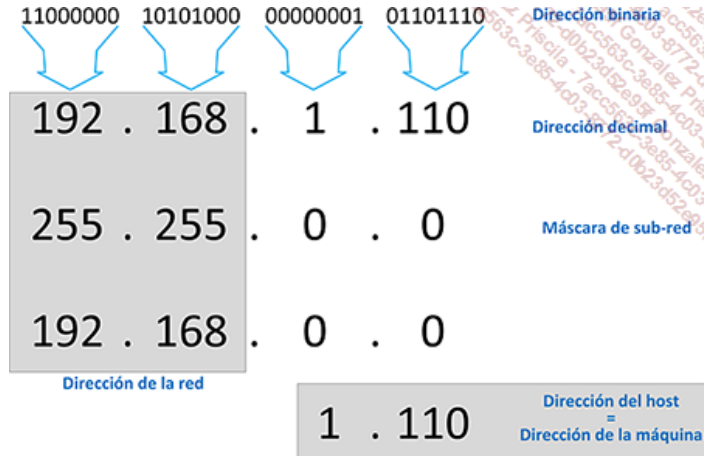 11000000 10101000 00000001 01101110 Dirección binaria
192 . 168 . 1 . 110 Dirección decimal
255 . 255 . 0 . 0 Máscara de sub-red
192 . 168 . 0 . 0
Dirección de la red
1 . 110 Dirección del host
=
Dirección de la máquina